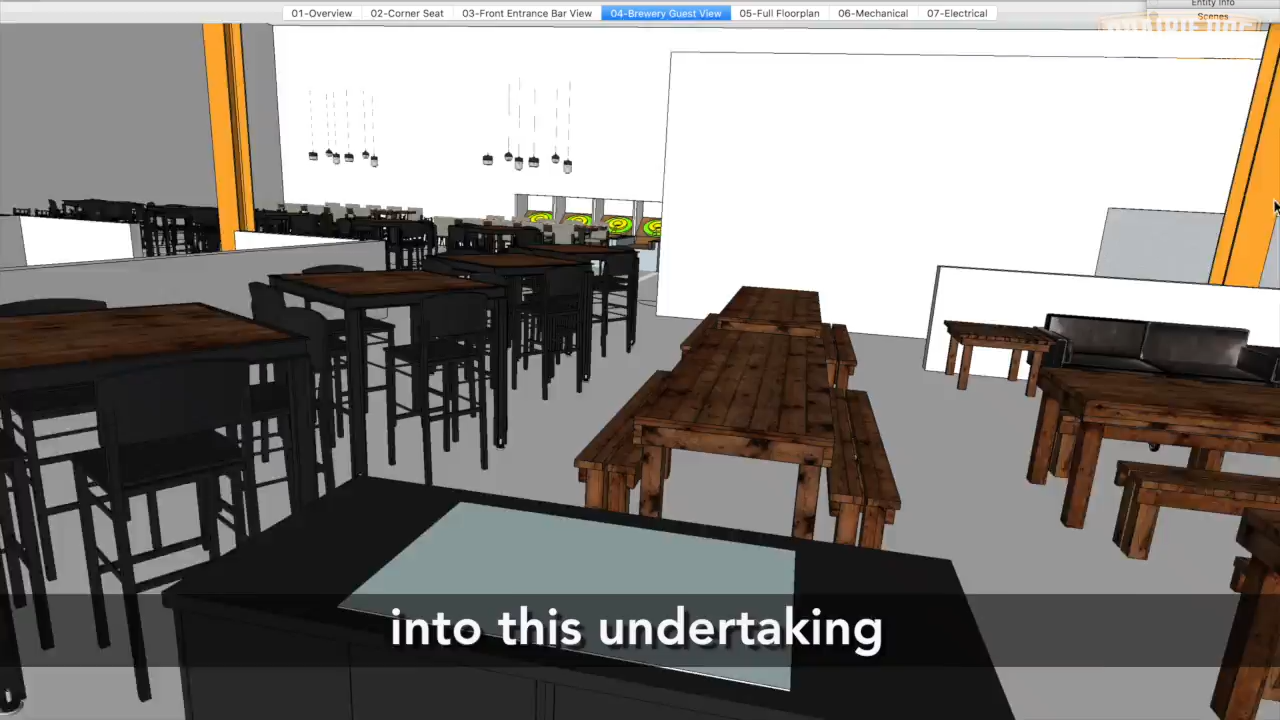 Entity Info
01-Overview
02-Corner Seat
03-Front Entrance Bar View
04-Brewery Guest View
05-Full Floorplan
06-Mechanical
07-Electrical
Scenes
into this undertaking